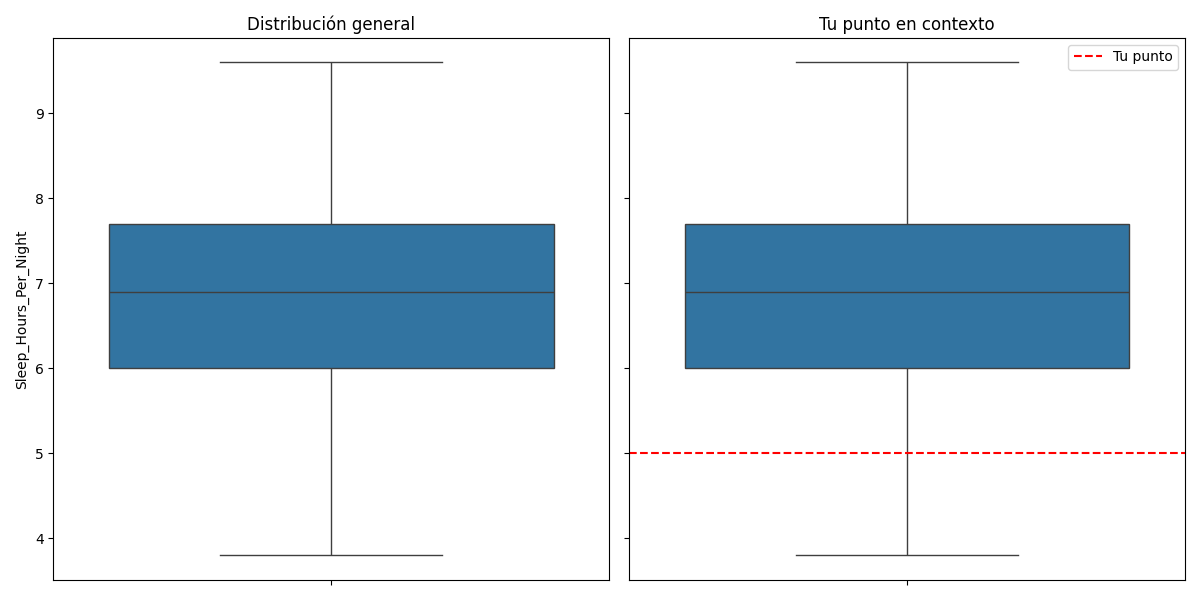 Distribución general
Tu punto en contexto
Tu punto
Sleep_Hours_Per_Night
9
8
7
6
5
4